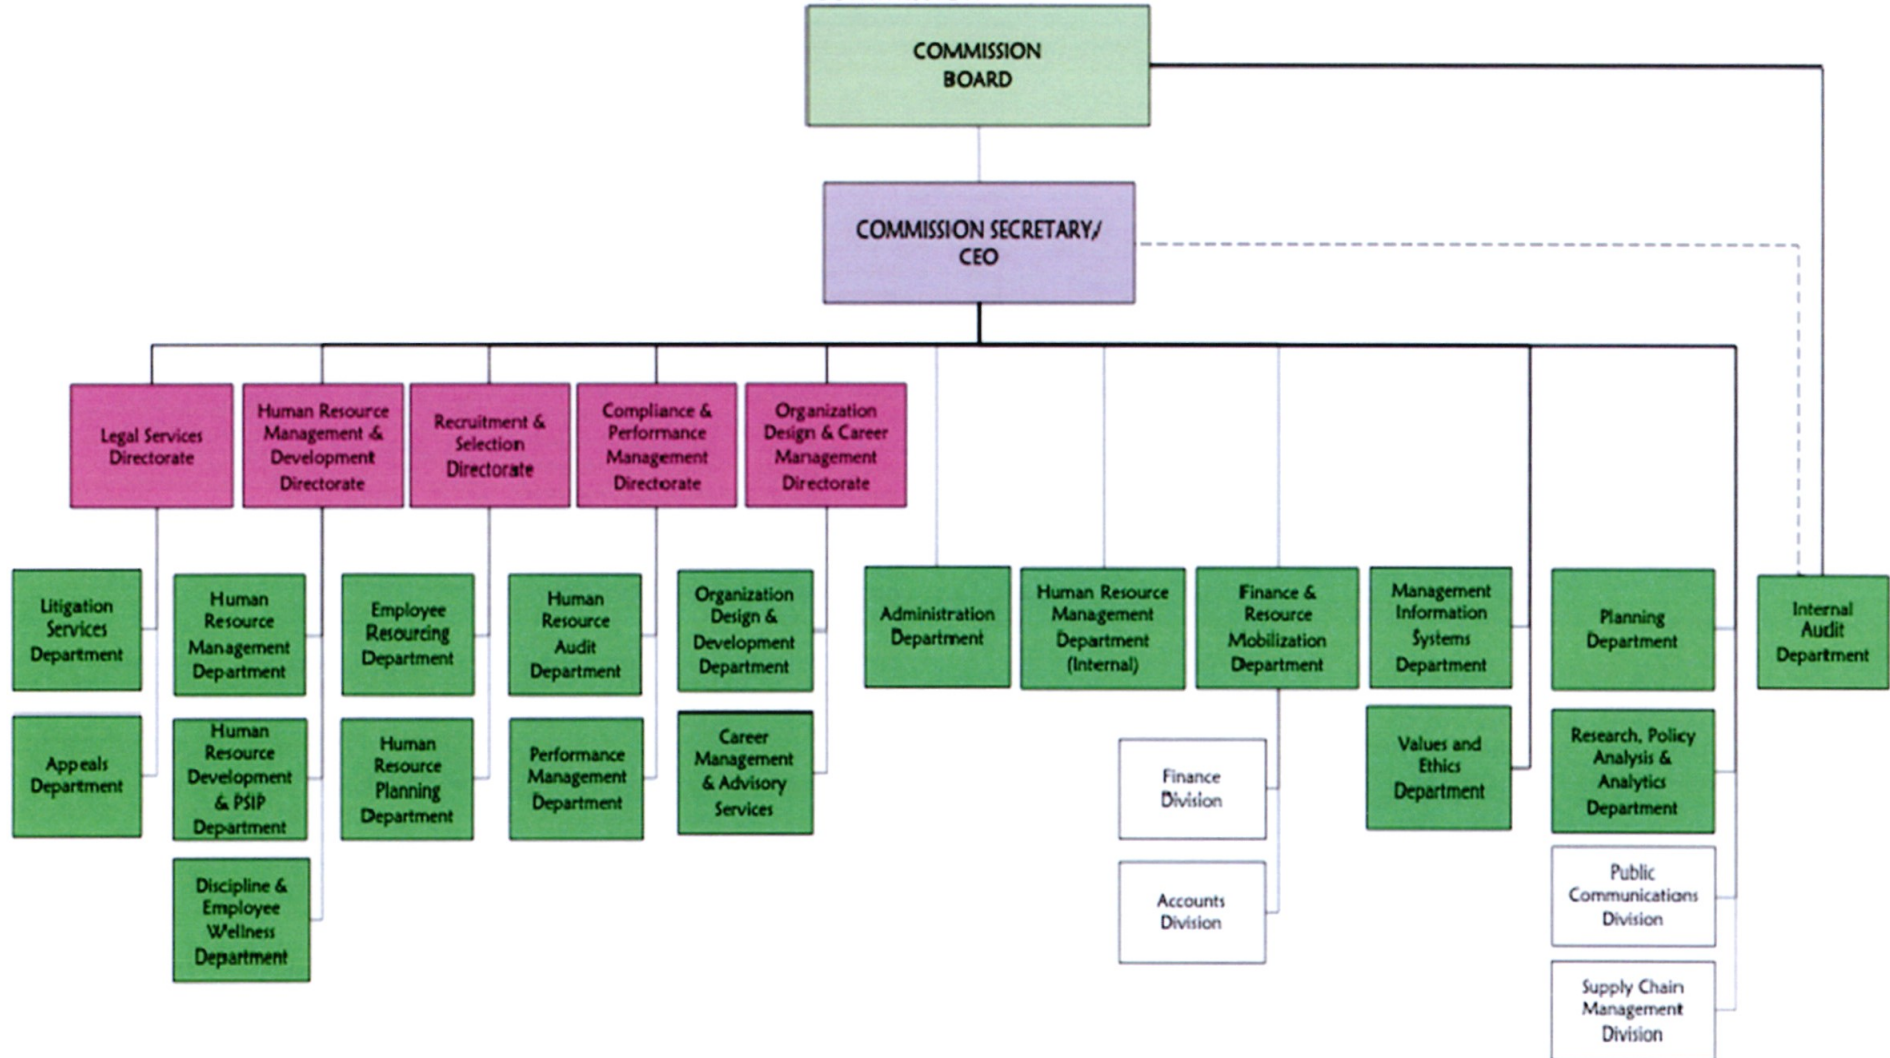 COMMISSION
BOARD
COMMISSION SECRETARY/
CEO
Legal Services
Directorate
Human Resource
Management &
Development
Directorate
Recruitment &
Selection
Directorate
Compliance &
Performance
Management
Directorate
Organization
Design & Career
Management
Directorate
Litigation
Services
Department
Human
Resource
Management
Department
Employee
Resourcing
Department
Human
Resource
Audit
Department
Organization
Design &
Development
Department
Administration
Department
Human Resource
Management
Department
(Internal)
Finance &
Resource
Mobilization
Department
Management
Information
Systems
Department
Planning
Department
Internal
Audit
Department
Appeals
Department
Human
Resource
Development
& PSIP
Department
Human
Resource
Planning
Department
Performance
Management
Department
Career
Management
& Advisory
Services
Finance
Division
Values and
Ethics
Department
Research, Policy
Analysis &
Analytics
Department
Discipline &
Employee
Wellness
Department
Accounts
Division
Public
Communications
Division
Supply Chain
Management
Division